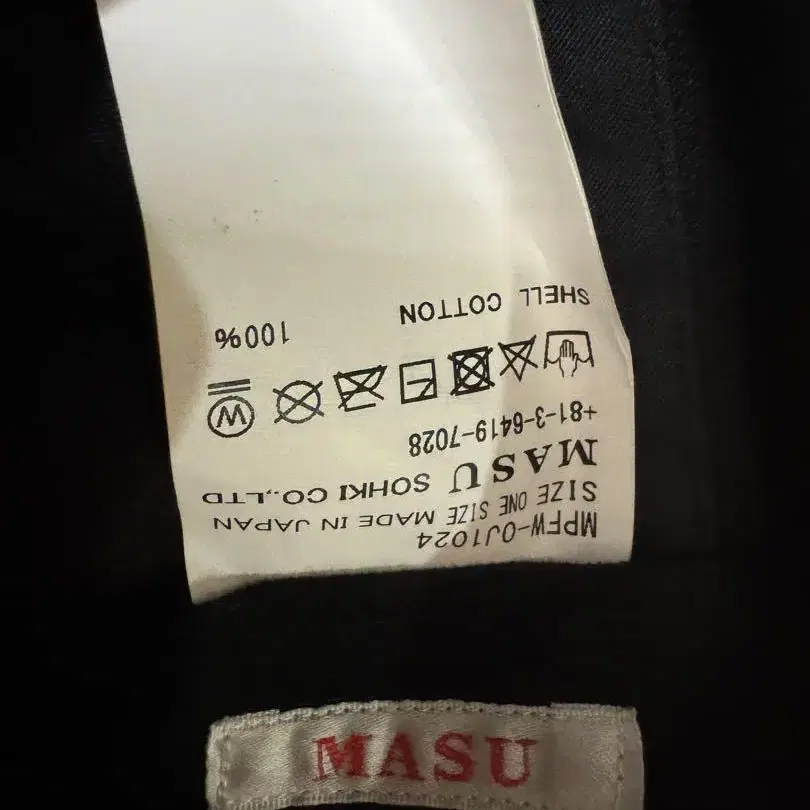 MPFW-0J1024
SIZE ONE SIZE MADE IN JAPAN
MASU SOHKI CO.,LTD
+81-3-6419-7028
W
SHELL COTTON
100%
MASU